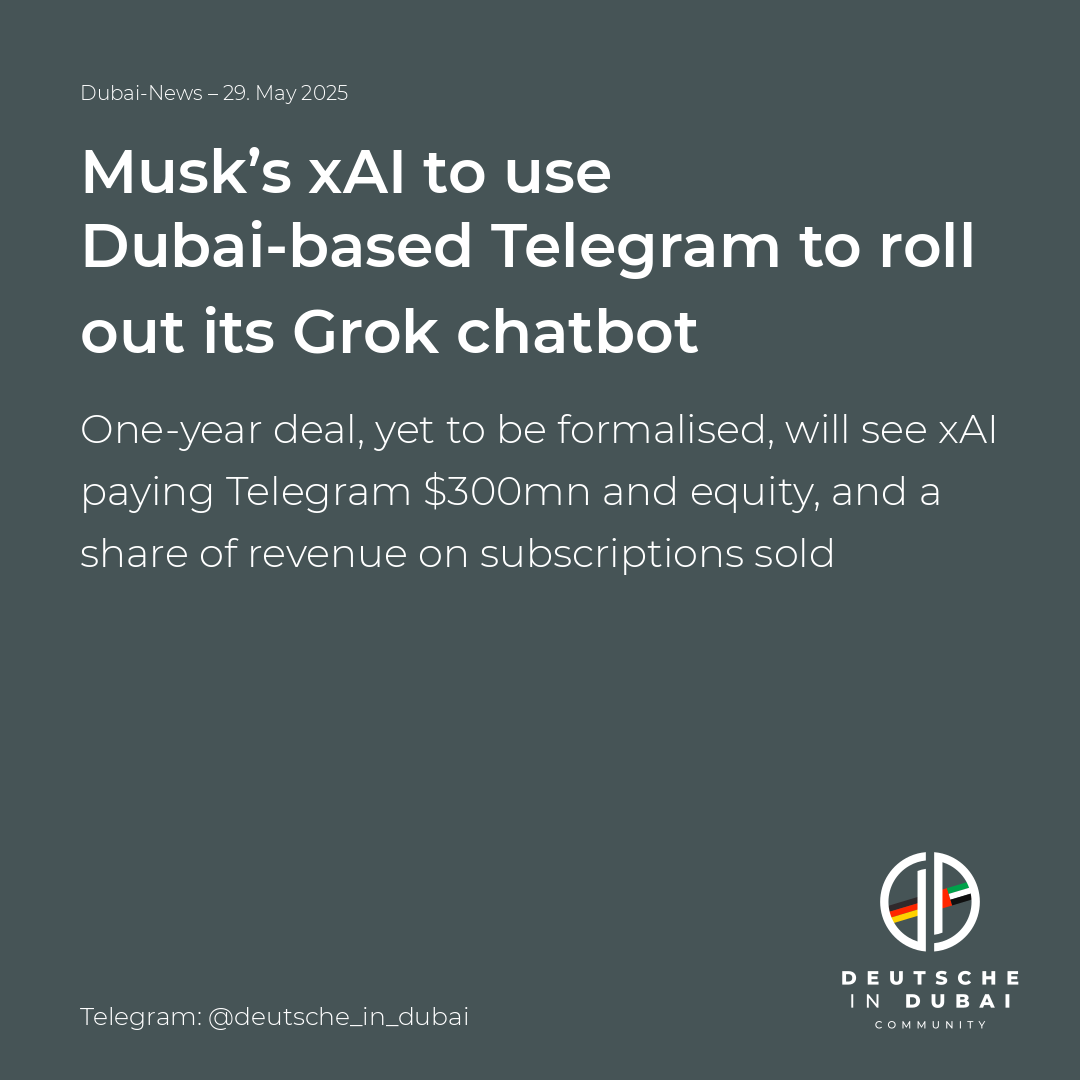 Dubai-News – 29. May 2025
Musk’s xAI to use
Dubai-based Telegram to roll
out its Grok chatbot
One-year deal, yet to be formalised, will see xAI
paying Telegram $300mn and equity, and a
share of revenue on subscriptions sold
DEUTSCHE
IN DUBAI
COMMUNITY
Telegram: @deutsche_in_dubai